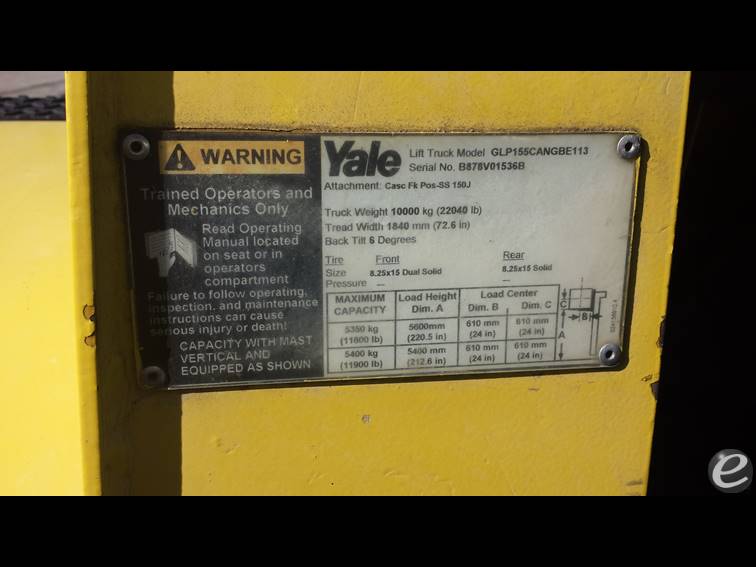 WARNING
Trained Operators and
Mechanics Only
Read Operating
Manual located
on seat or in
operators
compartment
Failure to follow operating,
inspection, and maintenance
instructions can cause
serious injury or death!
CAPACITY WITH MAST
VERTICAL AND
EQUIPPED AS SHOWN
Yale
Lift Truck Model GLP155CANGBE113
Serial No. B878V01536B
Attachment: Casc Fk Pos-SS 150J
Truck Weight 10000 kg (22040 lb)
Tread Width 1840 mm (72.6 in)
Back Tilt 6 Degrees
Tire Front Rear
Size 8.25x15 Dual Solid 8.25x15 Solid
Pressure --- ---
MAXIMUM CAPACITY Load Height Dim. A Load Center Dim. B Dim. C
5350 kg 5600mm 610 mm 610 mm
(11800 lb) (220.5 in) (24 in) (24 in)
5400 kg 5400 mm 610 mm 610 mm
(11900 lb) (212.6 in) (24 in) (24 in)
C
B
A
e